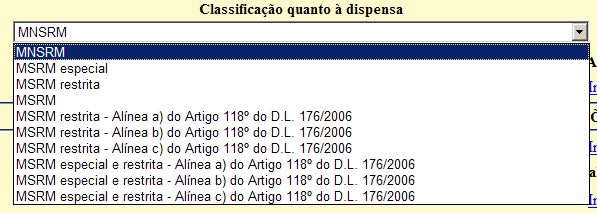 Classificação quanto à dispensa
MNSRM
MNSRM
MSRM especial
MSRM restrita
MSRM
MSRM restrita - Alínea a) do Artigo 118º do D.L. 176/2006
MSRM restrita - Alínea b) do Artigo 118º do D.L. 176/2006
MSRM restrita - Alínea c) do Artigo 118º do D.L. 176/2006
MSRM especial e restrita - Alínea a) do Artigo 118º do D.L. 176/2006
MSRM especial e restrita - Alínea b) do Artigo 118º do D.L. 176/2006
MSRM especial e restrita - Alínea c) do Artigo 118º do D.L. 176/2006